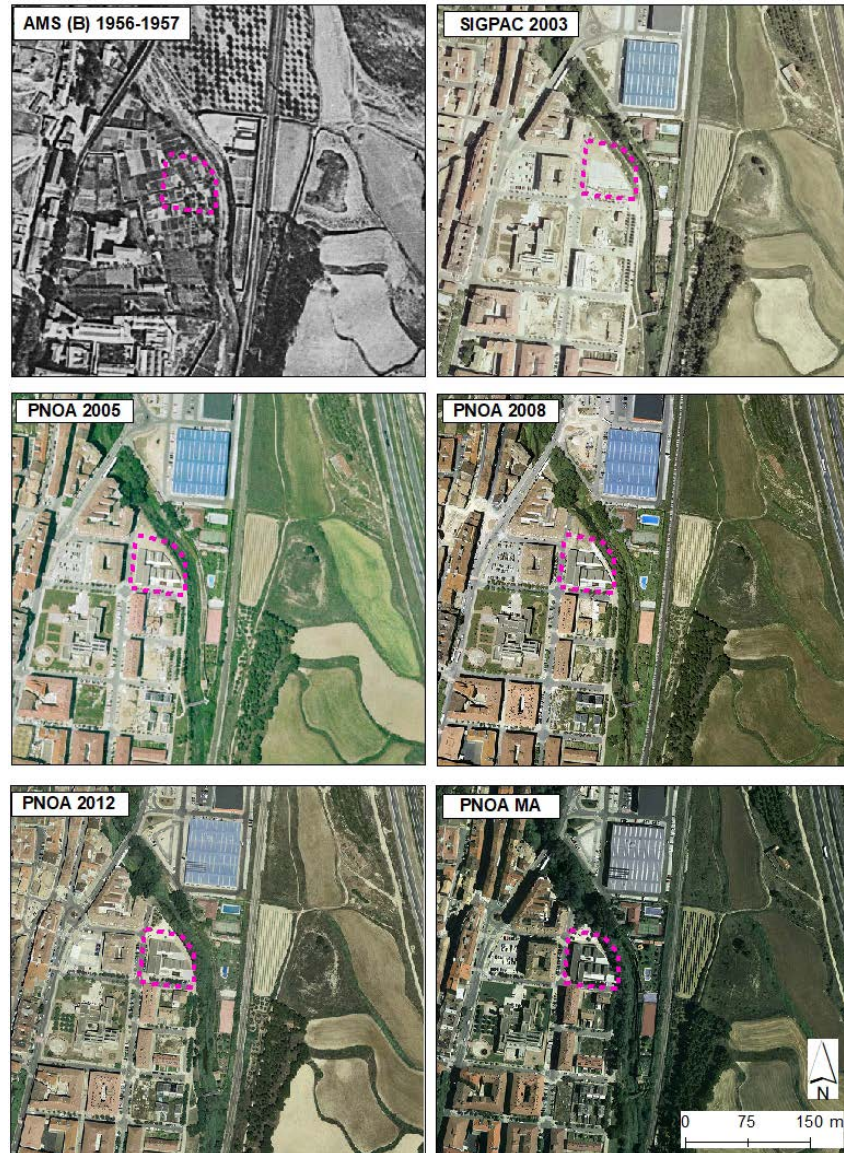 AMS (B) 1956-1957
SIGPAC 2003
PNOA 2005
PNOA 2008
PNOA 2012
PNOA MA
N
0 75 150 m